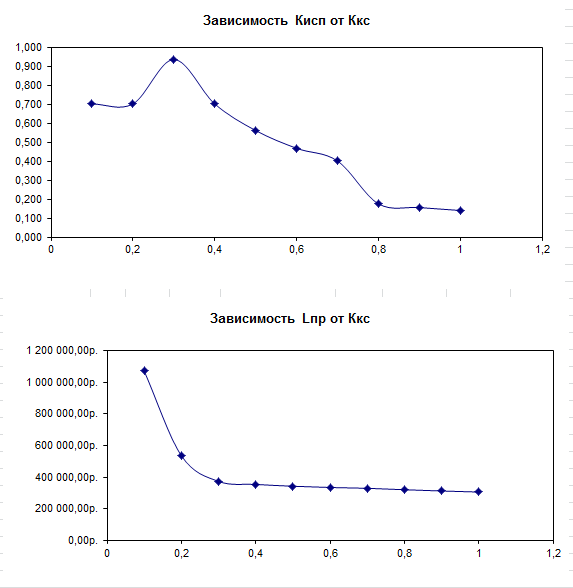 Зависимость Кисп от Ккс
1,000
0,900
0,800
0,700
0,600
0,500
0,400
0,300
0,200
0,100
0,000
0 0,2 0,4 0,6 0,8 1 1,2
Зависимость Lпр от Ккс
1 200 000,00р.
1 000 000,00р.
800 000,00р.
600 000,00р.
400 000,00р.
200 000,00р.
0,00р.
0 0,2 0,4 0,6 0,8 1 1,2